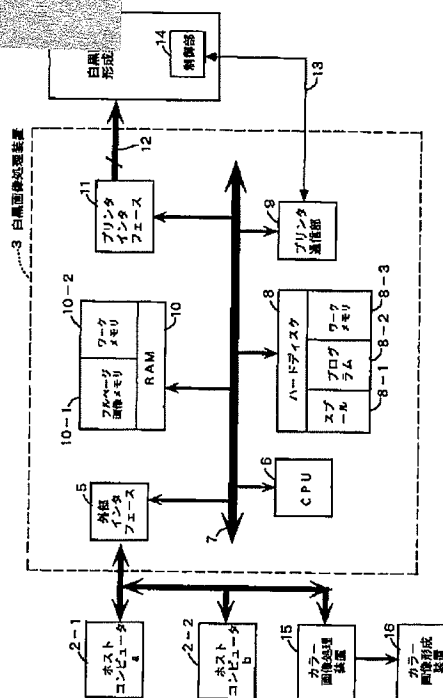 3 白黒画像処理装置
白黒
形成
14
制御部
13
12
11
プリンタ
インタ
フェース
9
プリンタ
通信部
10-1
10-2
フルページ
画像メモリ
ワーク
メモリ
RAM
10
8
ハードディスク
スプ
ール
プログ
ラム
ワーク
メモリ
8-1
8-2
8-3
5
外部
インタ
フェース
6
CPU
7
2-1
ホスト
コンピュータ
a
2-2
ホスト
コンピュータ
b
15
カラー
画像処理
装置
16
カラー
画像形成
装置